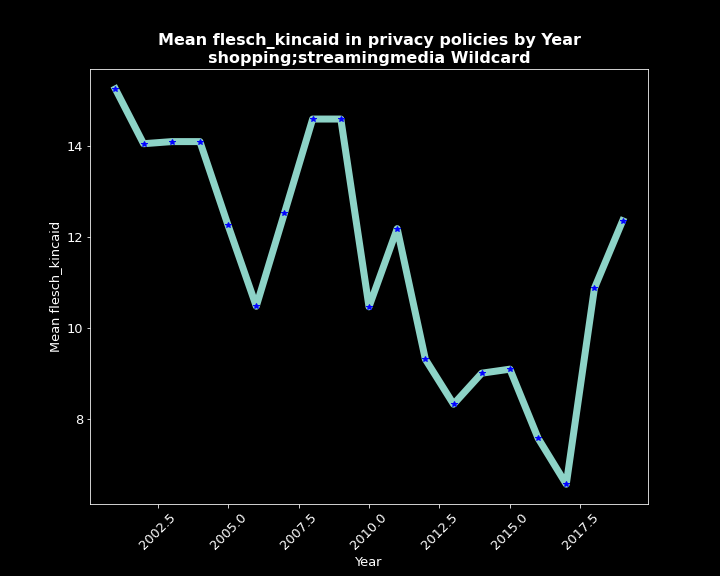 Mean flesch_kincaid in privacy policies by Year
shopping;streamingmedia Wildcard
Mean flesch_kincaid
14
12
10
8
2002.5
2005.0
2007.5
2010.0
2012.5
2015.0
2017.5
Year